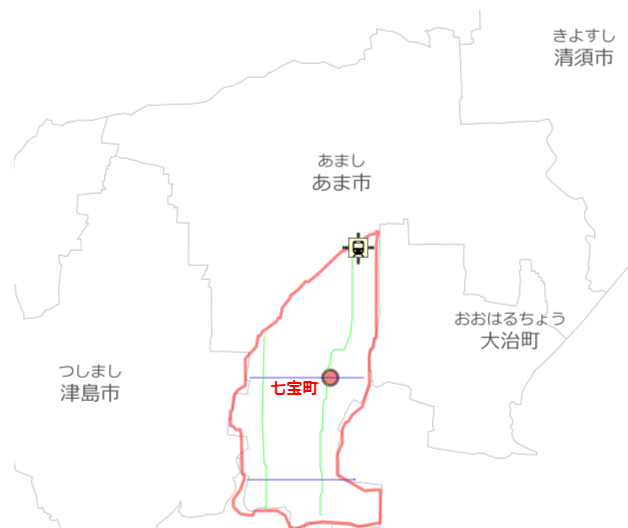 きよすし
清須市
あまし
あま市
おおはるちょう
大治町
つしまし
津島市
七宝町